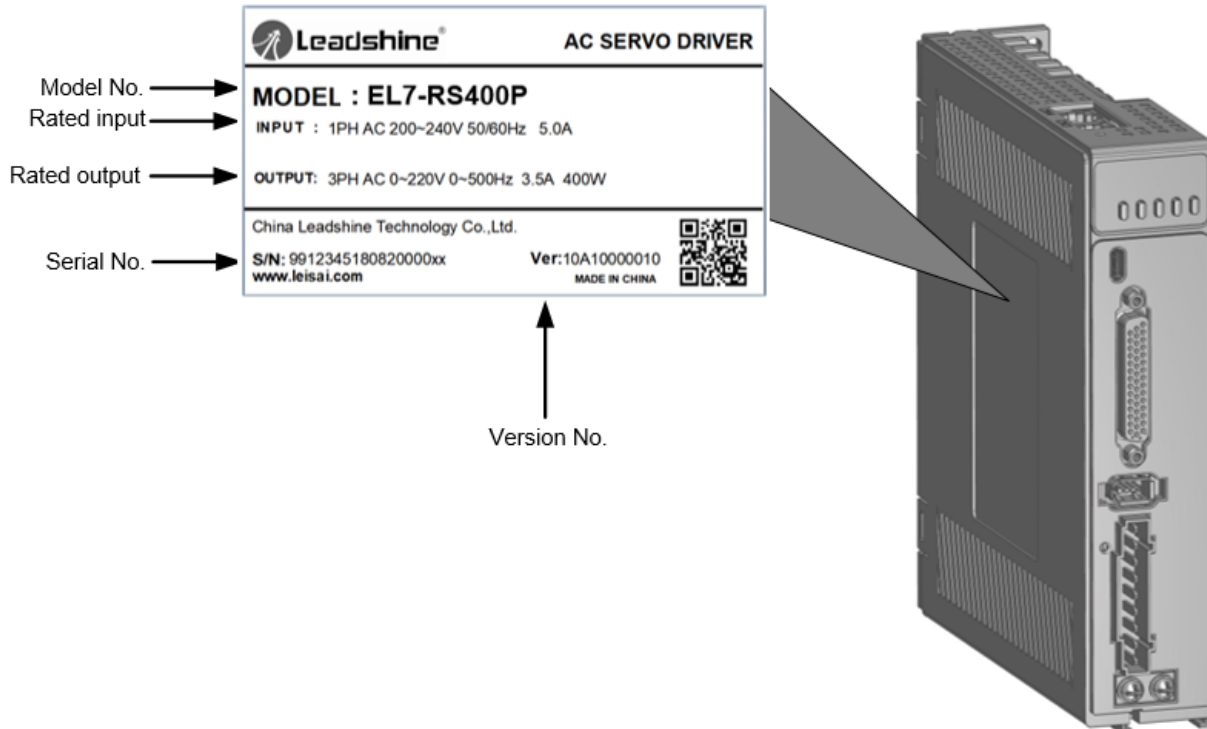 Leadshine®
AC SERVO DRIVER
Model No.
MODEL : EL7-RS400P
Rated input
INPUT : 1PH AC 200~240V 50/60Hz 5.0A
Rated output
OUTPUT: 3PH AC 0~220V 0~500Hz 3.5A 400W
China Leadshine Technology Co.,Ltd.
Serial No.
S/N: 9912345180820000xx
Ver:10A10000010
www.leisai.com
MADE IN CHINA
Version No.